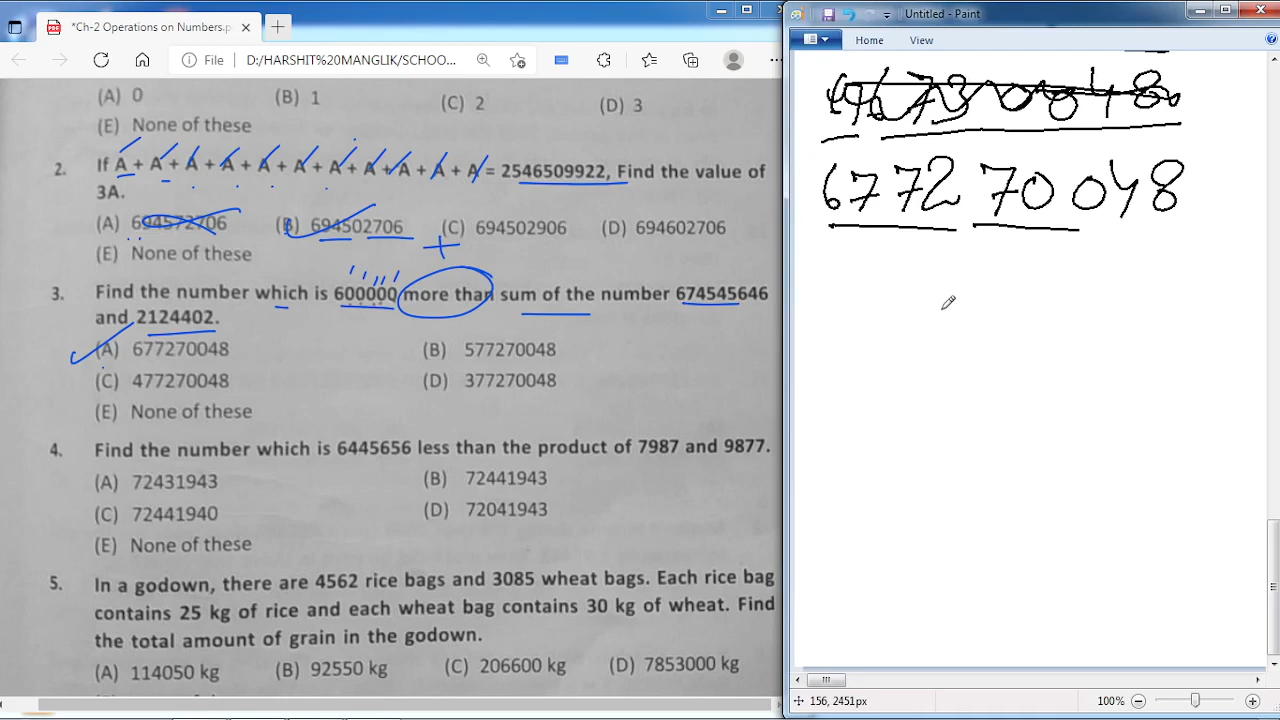 *Ch-2 Operations on Numbers.p
Untitled - Paint
File D:/HARSHIT%20MANGLIK/SCHOO...
Home View
(A) 0 (B) 1 (C) 2 (D) 3
(E) None of these
2. If A + A + A + A + A + A + A + A + A + A + A = 2546509922, Find the value of
3A.
(A) 694572706 (B) 694502706 (C) 694502906 (D) 694602706
(E) None of these
+
3. Find the number which is 600000 more than sum of the number 674545646
and 2124402.
(A) 677270048 (B) 577270048
(C) 477270048 (D) 377270048
(E) None of these
4. Find the number which is 6445656 less than the product of 7987 and 9877.
(A) 72431943 (B) 72441943
(C) 72441940 (D) 72041943
(E) None of these
5. In a godown, there are 4562 rice bags and 3085 wheat bags. Each rice bag
contains 25 kg of rice and each wheat bag contains 30 kg of wheat. Find
the total amount of grain in the godown.
(A) 114050 kg (B) 92550 kg (C) 206600 kg (D) 7853000 kg
677270048
156, 2451px 100%